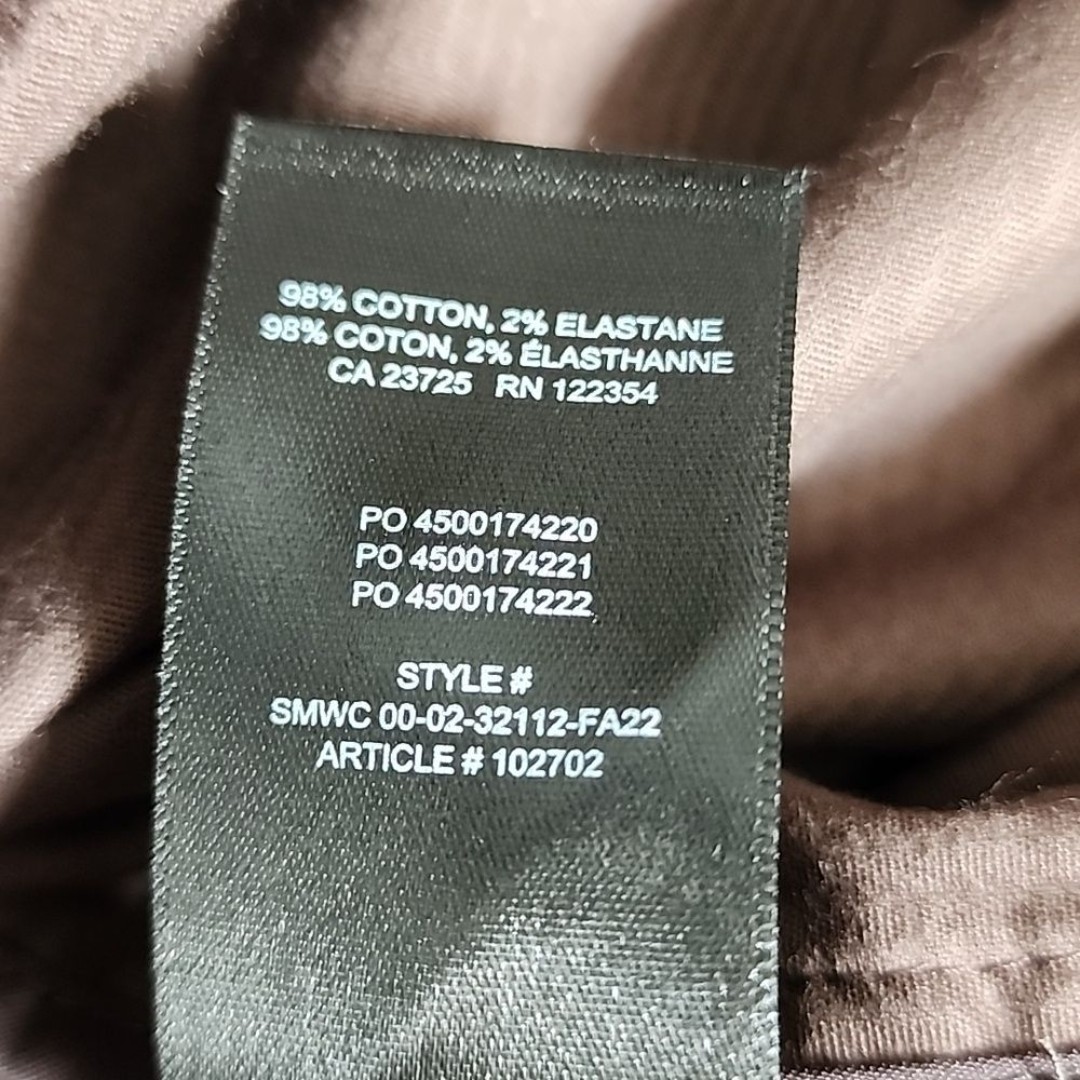 98% COTTON, 2% ELASTANE
98% COTON, 2% ÉLASTHANNE
CA 23725 RN 122354
PO 4500174220
PO 4500174221
PO 4500174222
STYLE #
SMWC 00-02-32112-FA22
ARTICLE # 102702